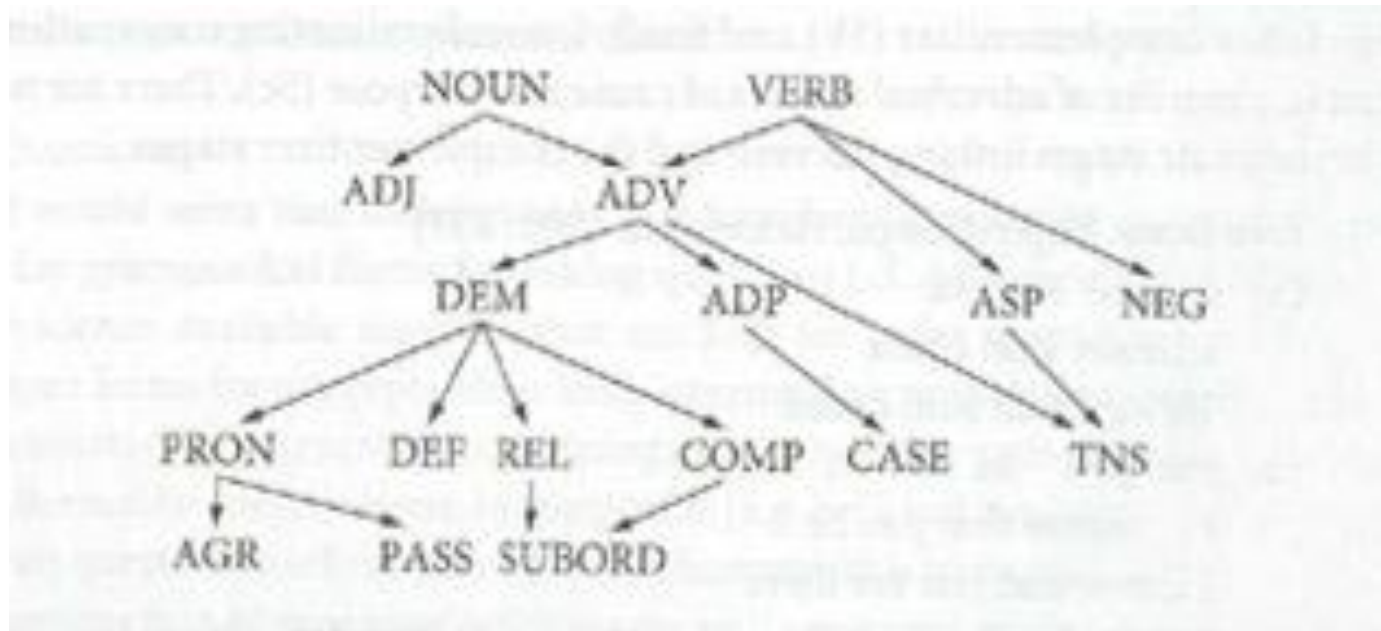 NOUN VERB
ADJ ADV
DEM ADP ASP NEG
PRON DEF REL COMP CASE TNS
AGR PASS SUBORD